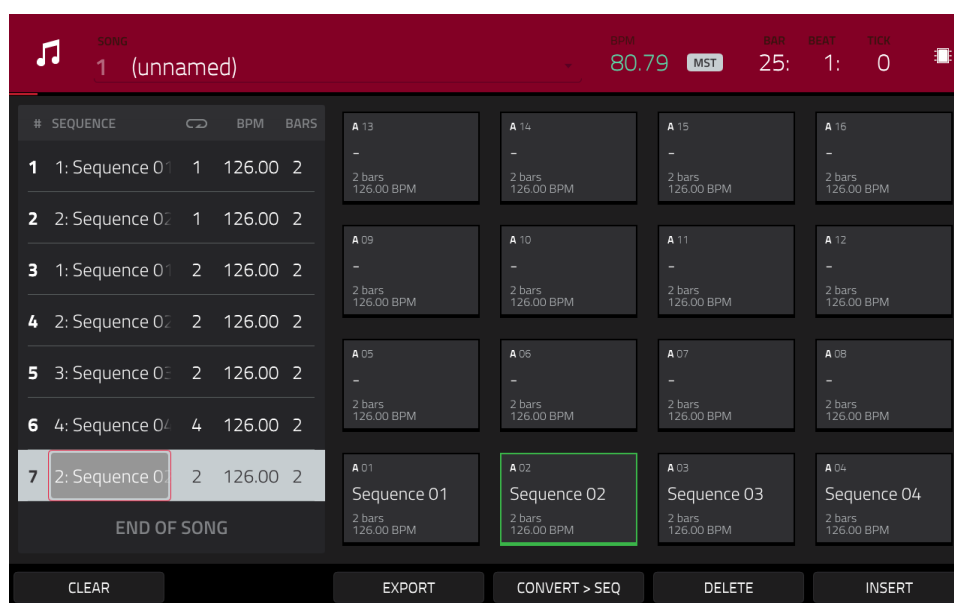 SONG
1 (unnamed)
BPM
80.79
MST
BAR BEAT TICK
25: 1: 0
# SEQUENCE BPM BARS
1 1: Sequence 01 1 126.00 2
2 2: Sequence 02 1 126.00 2
3 1: Sequence 01 2 126.00 2
4 2: Sequence 02 2 126.00 2
5 3: Sequence 03 2 126.00 2
6 4: Sequence 04 4 126.00 2
7 2: Sequence 02 2 126.00 2
END OF SONG
A 13
-
2 bars
126.00 BPM
A 14
-
2 bars
126.00 BPM
A 15
-
2 bars
126.00 BPM
A 16
-
2 bars
126.00 BPM
A 09
-
2 bars
126.00 BPM
A 10
-
2 bars
126.00 BPM
A 11
-
2 bars
126.00 BPM
A 12
-
2 bars
126.00 BPM
A 05
-
2 bars
126.00 BPM
A 06
-
2 bars
126.00 BPM
A 07
-
2 bars
126.00 BPM
A 08
-
2 bars
126.00 BPM
A 01
Sequence 01
2 bars
126.00 BPM
A 02
Sequence 02
2 bars
126.00 BPM
A 03
Sequence 03
2 bars
126.00 BPM
A 04
Sequence 04
2 bars
126.00 BPM
CLEAR
EXPORT
CONVERT > SEQ
DELETE
INSERT